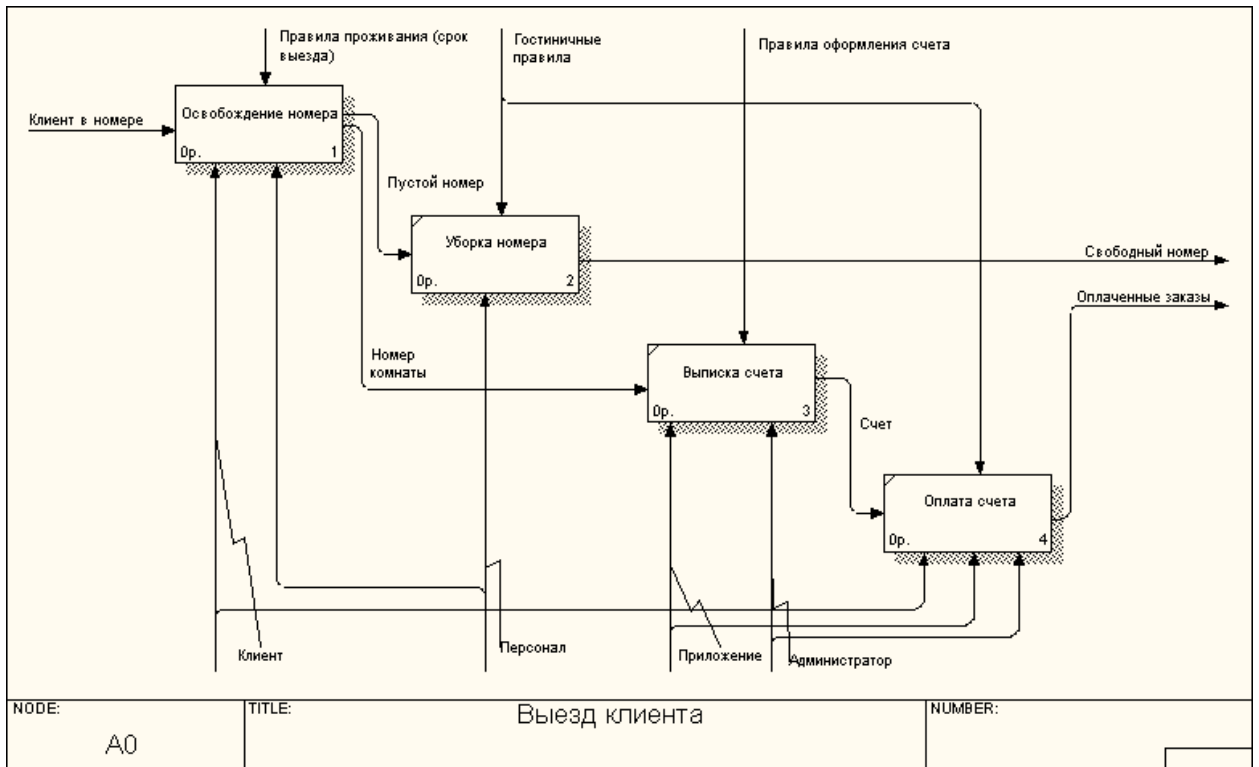 Правила проживания (срок
выезда)
Гостиничные
правила
Правила оформления счета
Клиент в номере
Освобождение номера
0р.
1
Пустой номер
Уборка номера
0р.
2
Свободный номер
Оплаченные заказы
Номер
комнаты
Выписка счета
0р.
3
Счет
Оплата счета
0р.
4
Клиент
Персонал
Приложение
Администратор
NODE:
A0
TITLE:
Выезд клиента
NUMBER: